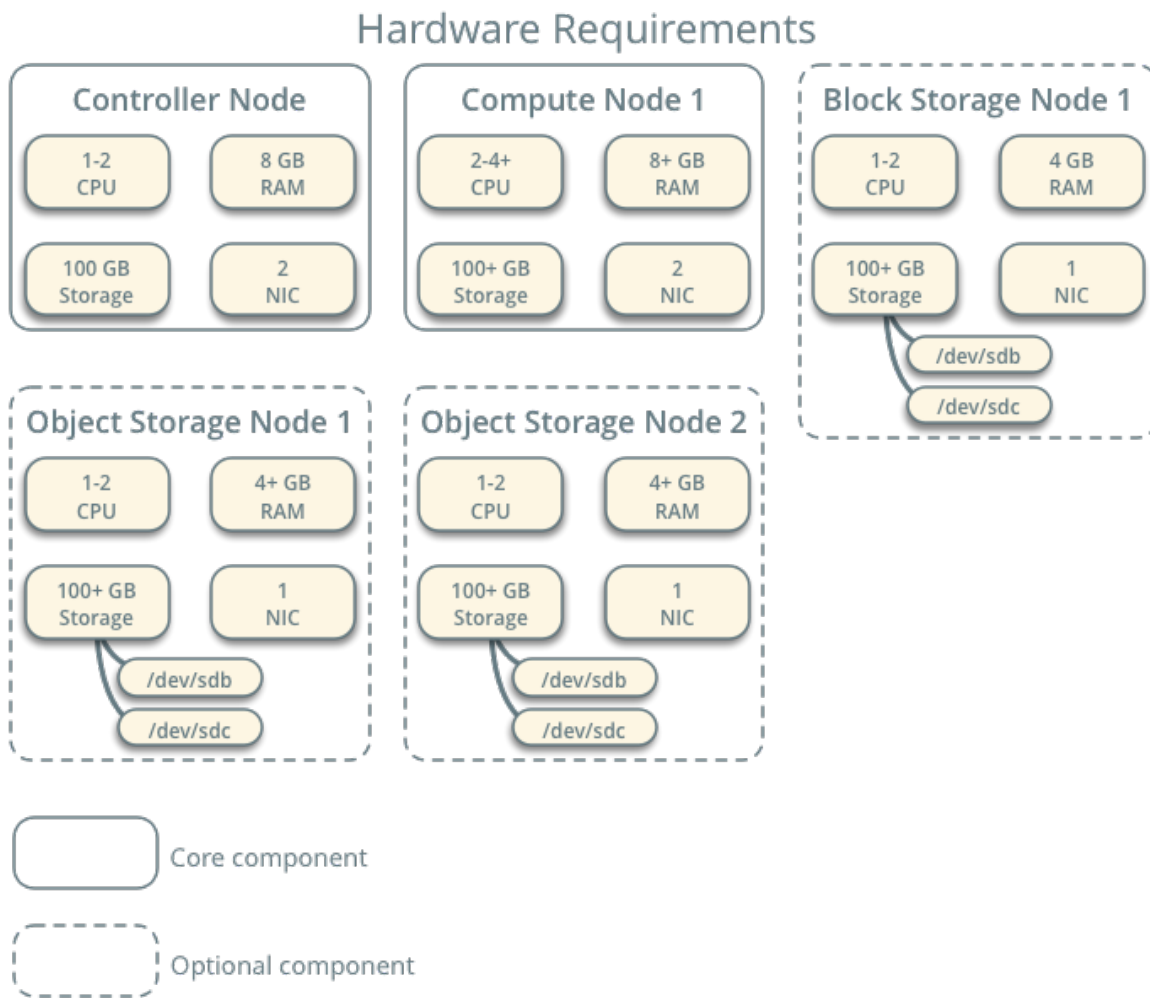 Hardware Requirements
Controller Node
1-2
CPU
8 GB
RAM
100 GB
Storage
2
NIC
Compute Node 1
2-4+
CPU
8+ GB
RAM
100+ GB
Storage
2
NIC
Block Storage Node 1
1-2
CPU
4 GB
RAM
100+ GB
Storage
1
NIC
/dev/sdb
/dev/sdc
Object Storage Node 1
1-2
CPU
4+ GB
RAM
100+ GB
Storage
1
NIC
/dev/sdb
/dev/sdc
Object Storage Node 2
1-2
CPU
4+ GB
RAM
100+ GB
Storage
1
NIC
/dev/sdb
/dev/sdc
Core component
Optional component